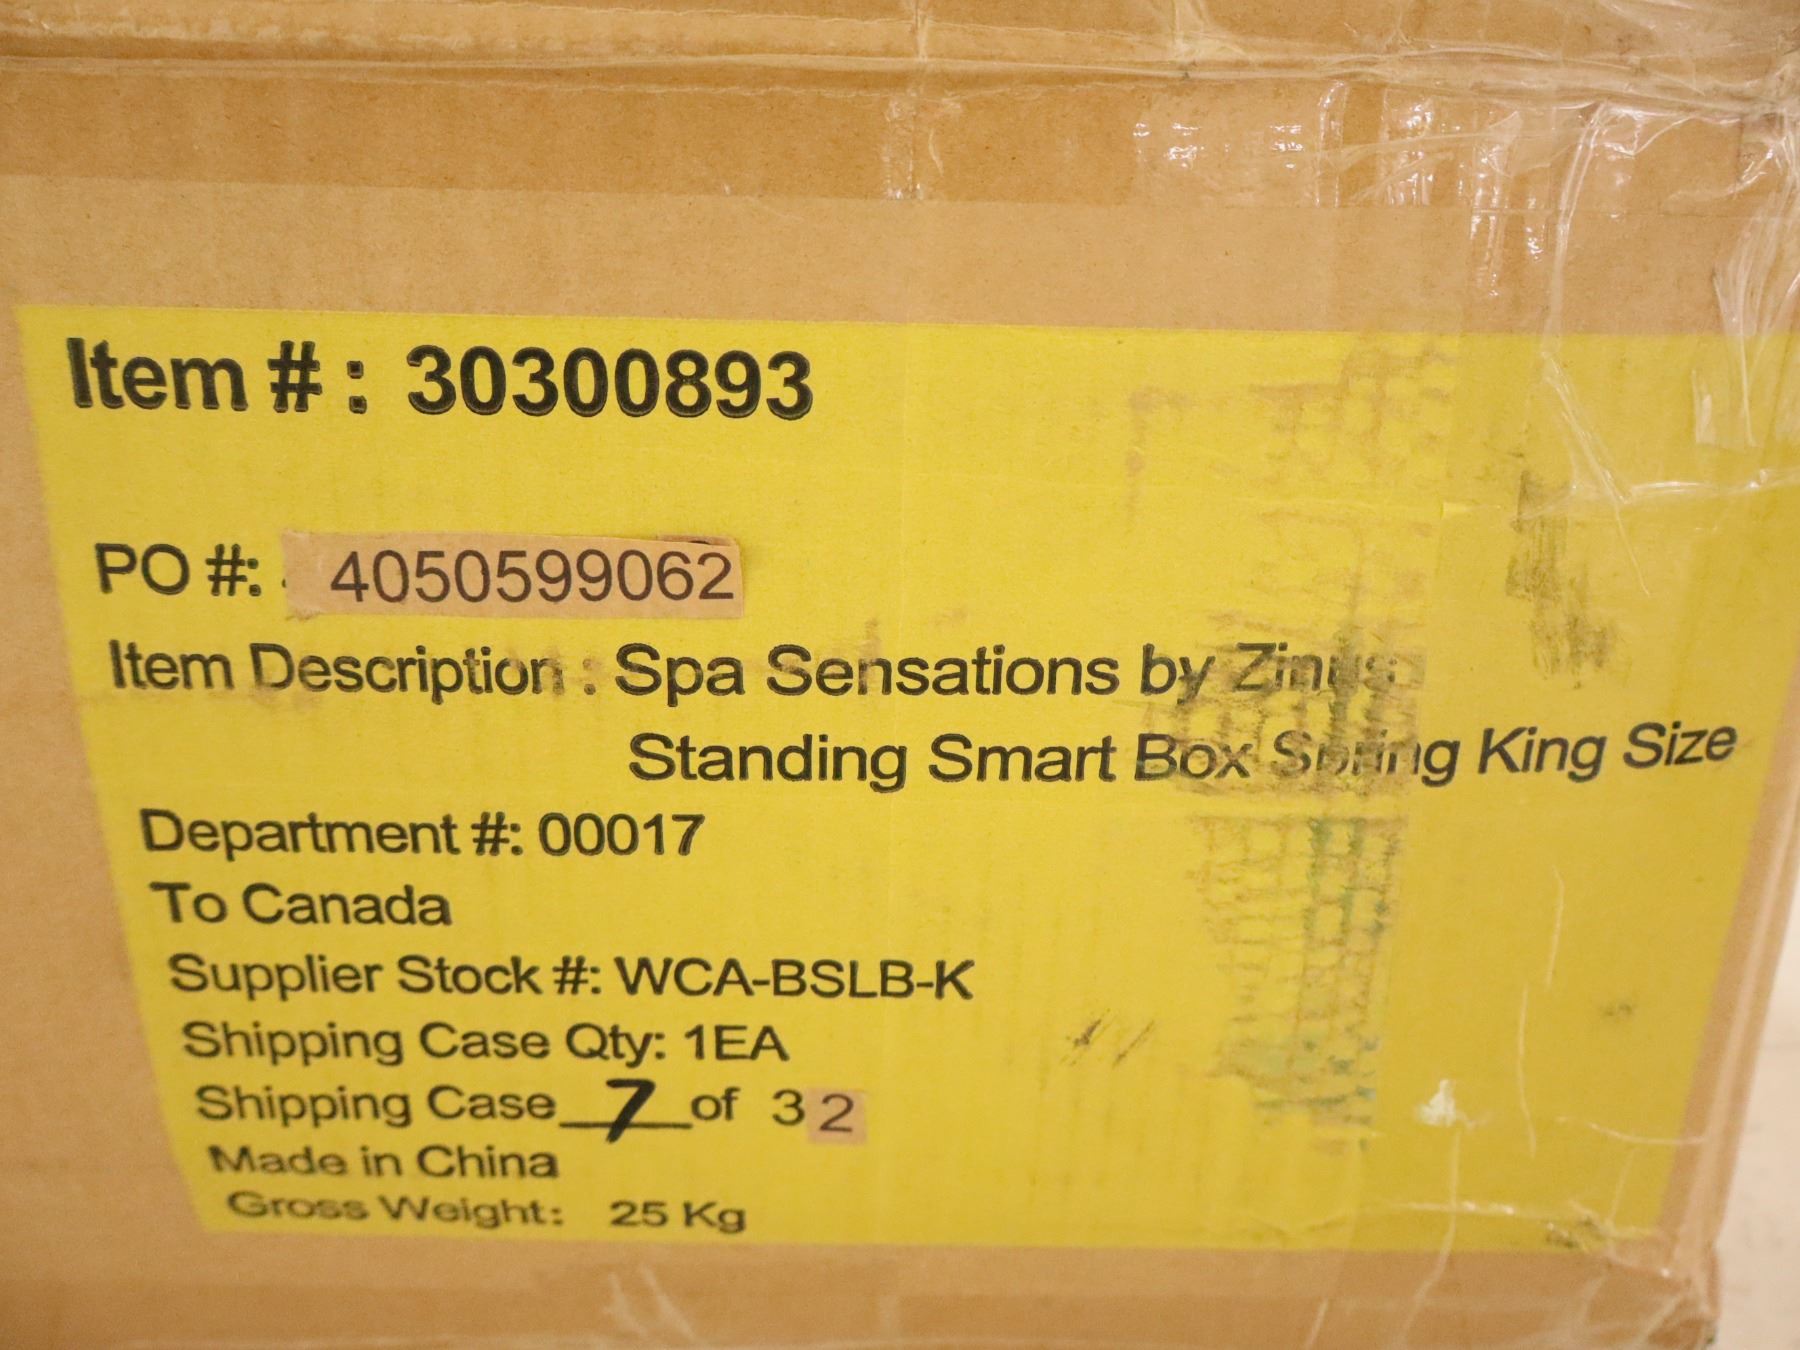 Item # : 30300893
PO #: 4050599062
Item Description : Spa Sensations by Zinus
Standing Smart Box Spring King Size
Department #: 00017
To Canada
Supplier Stock #: WCA-BSLB-K
Shipping Case Qty: 1EA
Shipping Case 7 of 32
Made in China
Gross Weight: 25 Kg